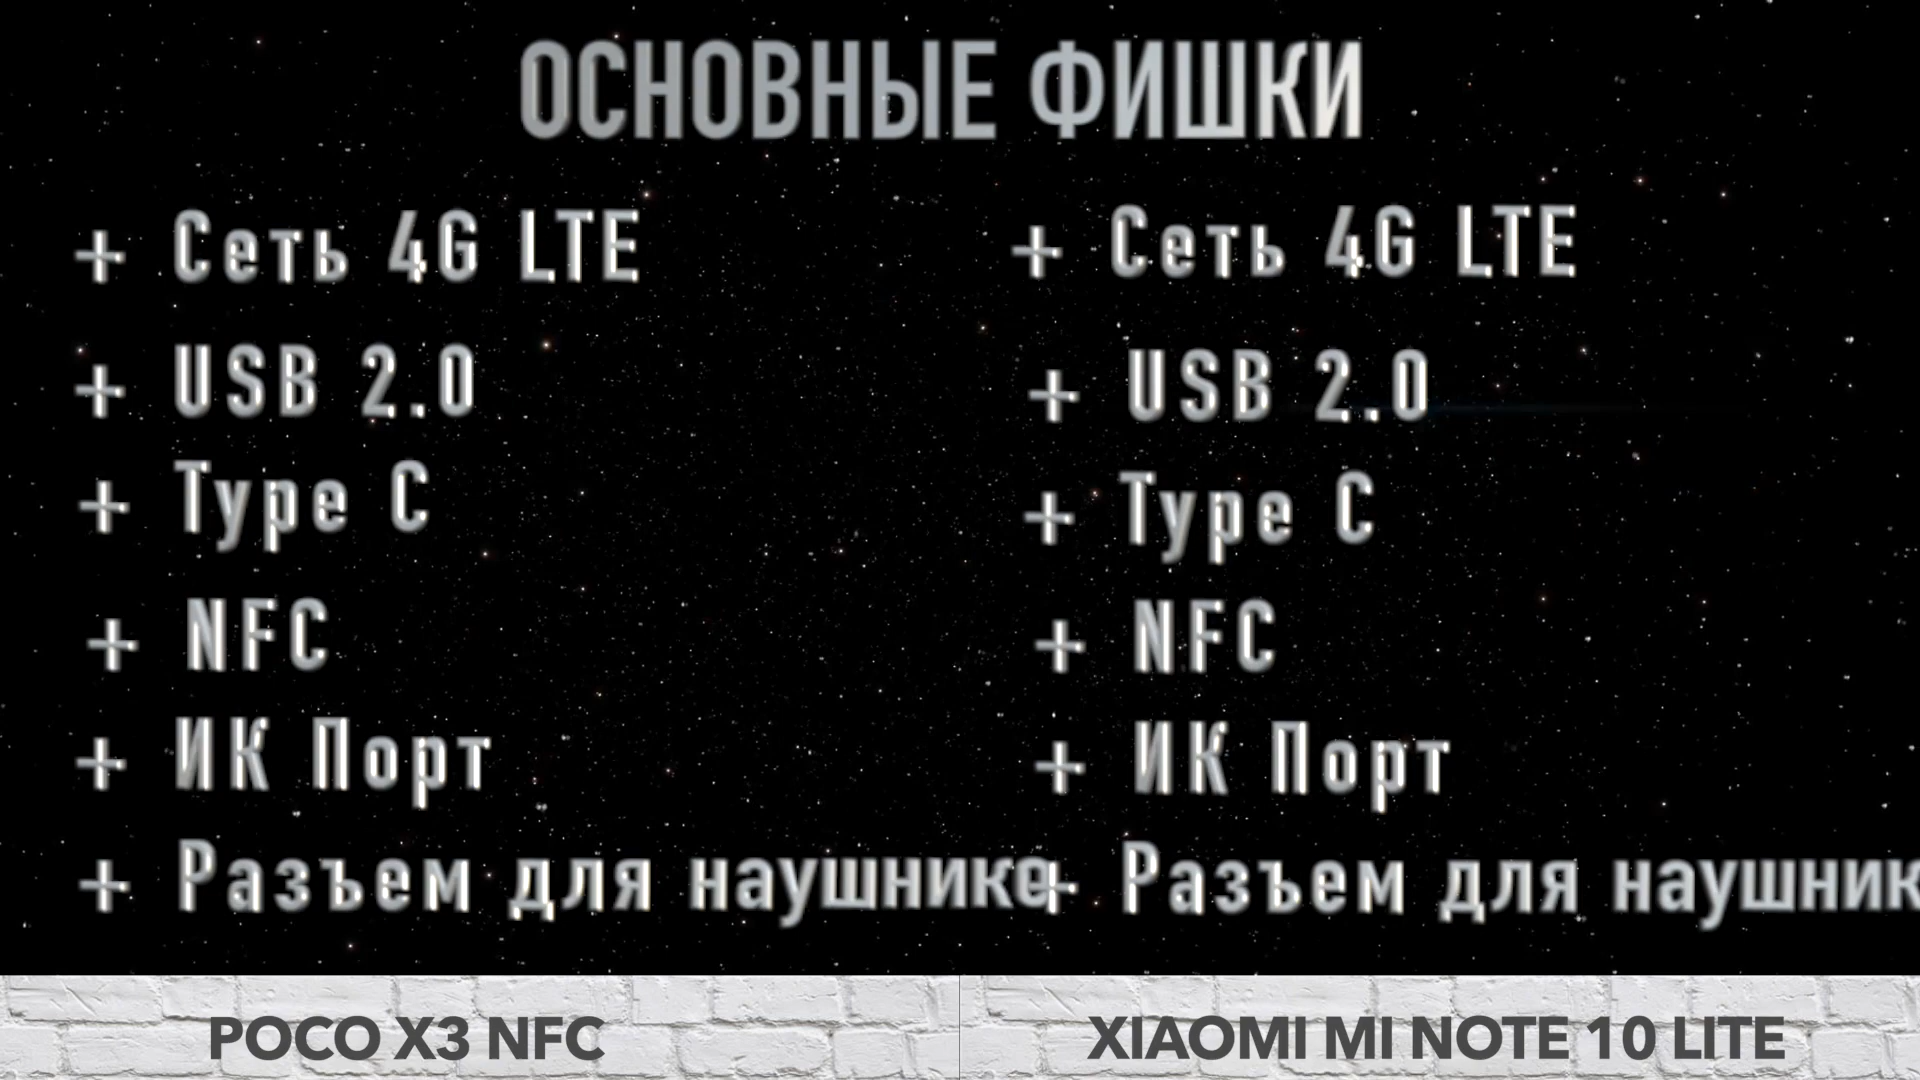 ОСНОВНЫЕ ФИШКИ
+ Сеть 4G LTE
+ USB 2.0
+ Type C
+ NFC
+ ИК Порт
+ Разъем для наушнико
+ Сеть 4G LTE
+ USB 2.0
+ Type C
+ NFC
+ ИК Порт
+ Разъем для наушник
POCO X3 NFC
XIAOMI MI NOTE 10 LITE